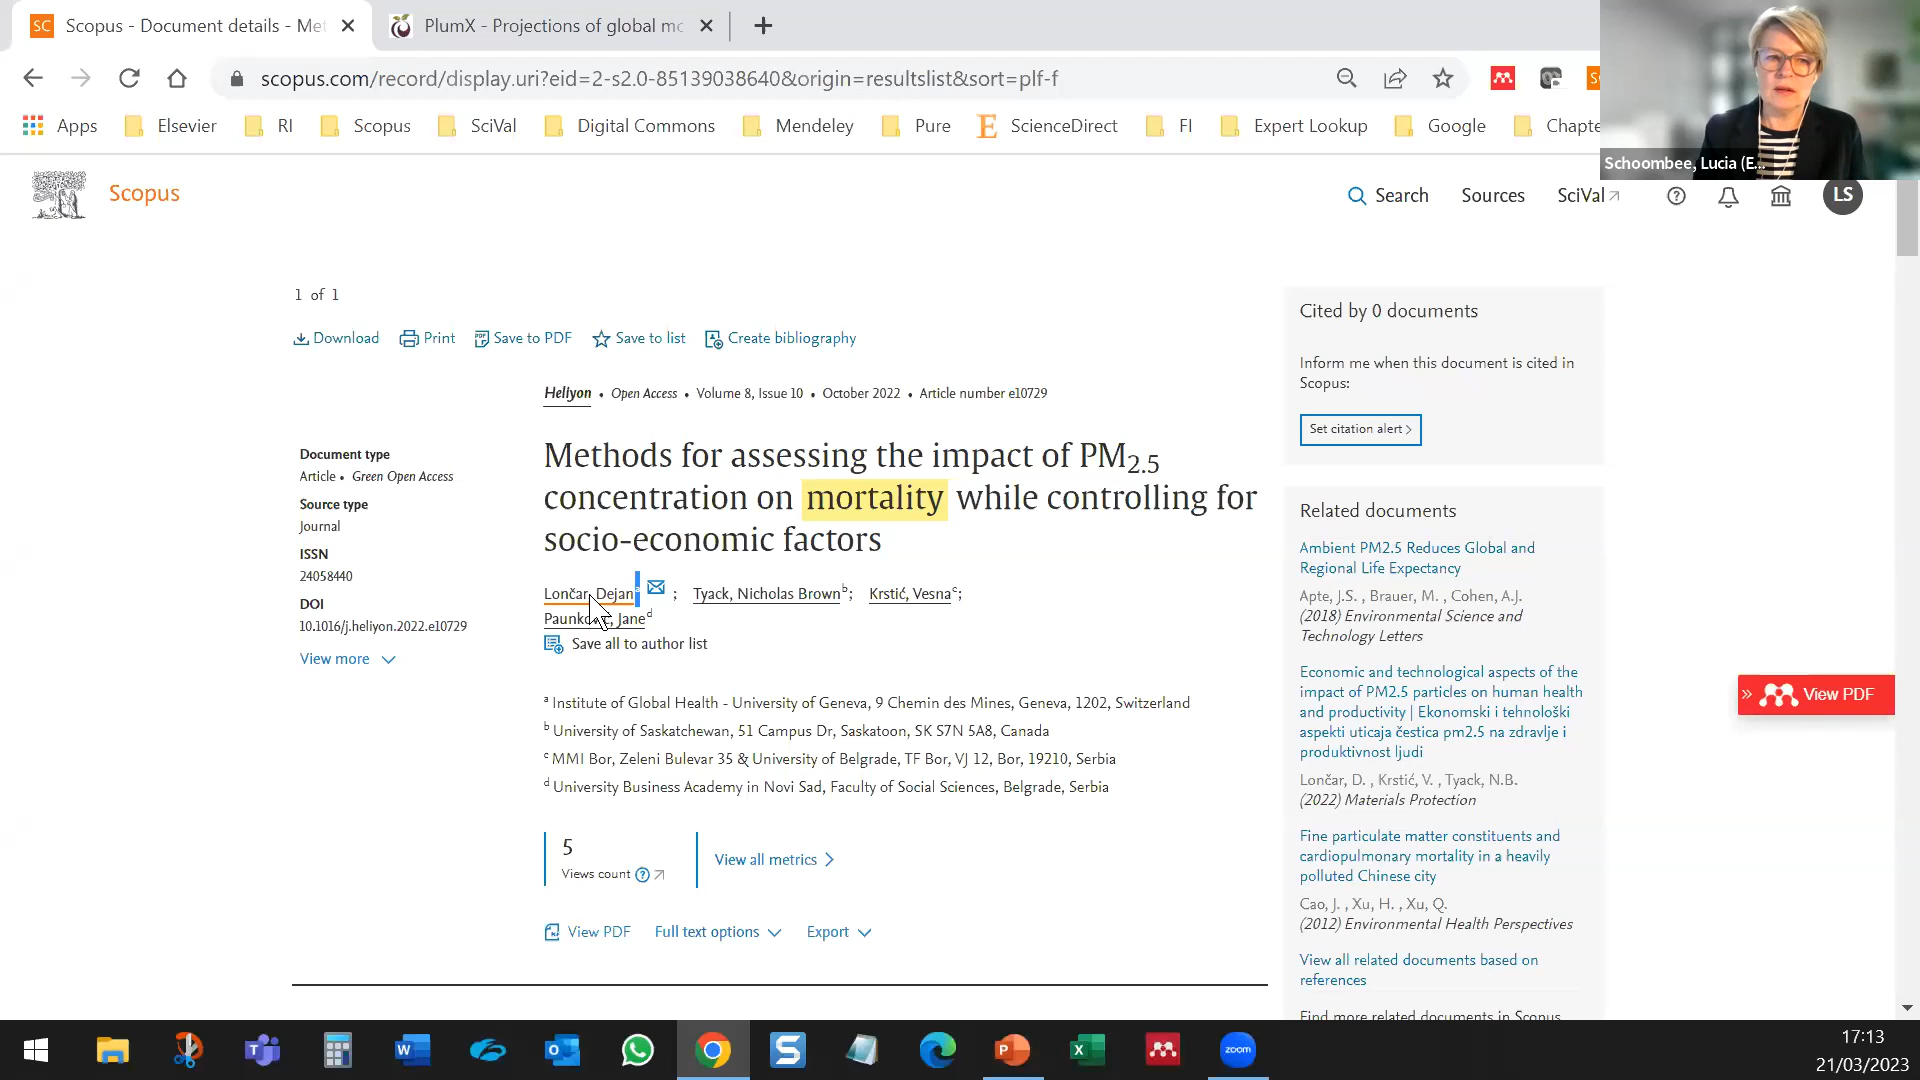 SC Scopus - Document details - Met
PlumX - Projections of global mo
scopus.com/record/display.uri?eid=2-s2.0-85139038640&origin=resultslist&sort=plf-f
Apps Elsevier RI Scopus SciVal Digital Commons Mendeley Pure E ScienceDirect FI Expert Lookup Google Chapte
Schoombee, Lucia (E...
Scopus
Search Sources SciVal LS
1 of 1
Download Print Save to PDF Save to list Create bibliography
Heliyon • Open Access • Volume 8, Issue 10 • October 2022 • Article number e10729
Document type
Article • Green Open Access
Source type
Journal
ISSN
24058440
DOI
10.1016/j.heliyon.2022.e10729
View more
Methods for assessing the impact of PM2.5
concentration on mortality while controlling for
socio-economic factors
Lončar, Dejan a ; Tyack, Nicholas Brown b; Krstić, Vesna c;
Jane d
Save all to author list
a Institute of Global Health - University of Geneva, 9 Chemin des Mines, Geneva, 1202, Switzerland
b University of Saskatchewan, 51 Campus Dr, Saskatoon, SK S7N 5A8, Canada
c MMI Bor, Zeleni Bulevar 35 & University of Belgrade, TF Bor, VJ 12, Bor, 19210, Serbia
d University Business Academy in Novi Sad, Faculty of Social Sciences, Belgrade, Serbia
5
Views count
View all metrics
View PDF Full text options Export
Cited by 0 documents
Inform me when this document is cited in
Scopus:
Set citation alert
Related documents
Ambient PM2.5 Reduces Global and
Regional Life Expectancy
Apte, J.S. , Brauer, M. , Cohen, A.J.
(2018) Environmental Science and
Technology Letters
Economic and technological aspects of the
impact of PM2.5 particles on human health
and productivity | Ekonomski i tehnološki
aspekti uticaja čestica pm2.5 na zdravlje i
produktivnost ljudi
Lončar, D. , Krstić, V. , Tyack, N.B.
(2022) Materials Protection
Fine particulate matter constituents and
cardiopulmonary mortality in a heavily
polluted Chinese city
Cao, J. , Xu, H. , Xu, Q.
(2012) Environmental Health Perspectives
View all related documents based on
references
Find more related documents in Scopus
View PDF
zoom
17:13
21/03/2023